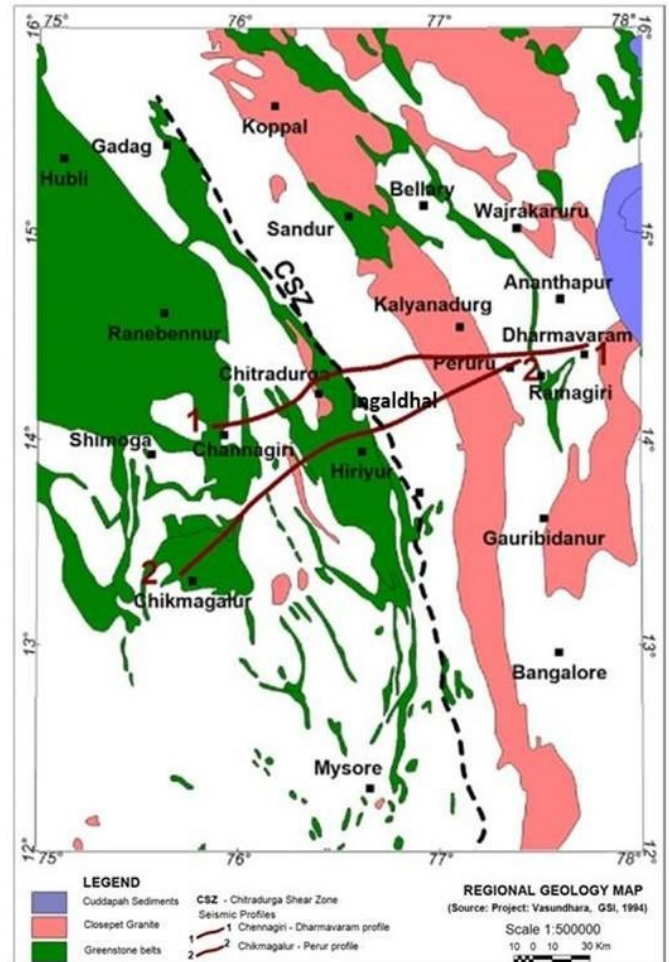 75° 76° 77° 78° 16°
16°
Koppal
Gadag
Hubli
Bellary
Wajrakaruru
Sandur
15° 15°
CSZ
Ananthapur
Kalyanadurg
Ranebennur
Dharmavaram
1
Peruru 2
Chitradurga
Ramagiri
ingaldhal
1
14° 14°
Shimoga
Channagiri
Hiriyur
Gauribidanur
2
Chikmagalur
13° 13°
Bangalore
Mysore
12° 12°
75° 76° 77° 78°
LEGEND
Cuddapah Sediments
Closepet Granite
Greenstone belts
CSZ - Chitradurga Shear Zone
Seismic Profiles
1 1 Chennagiri - Dharmavaram profile
2 2 Chikmagalur - Perur profile
REGIONAL GEOLOGY MAP
(Source: Project: Vasundhara, GSI, 1994)
Scale 1:500000
10 0 10 30 Km